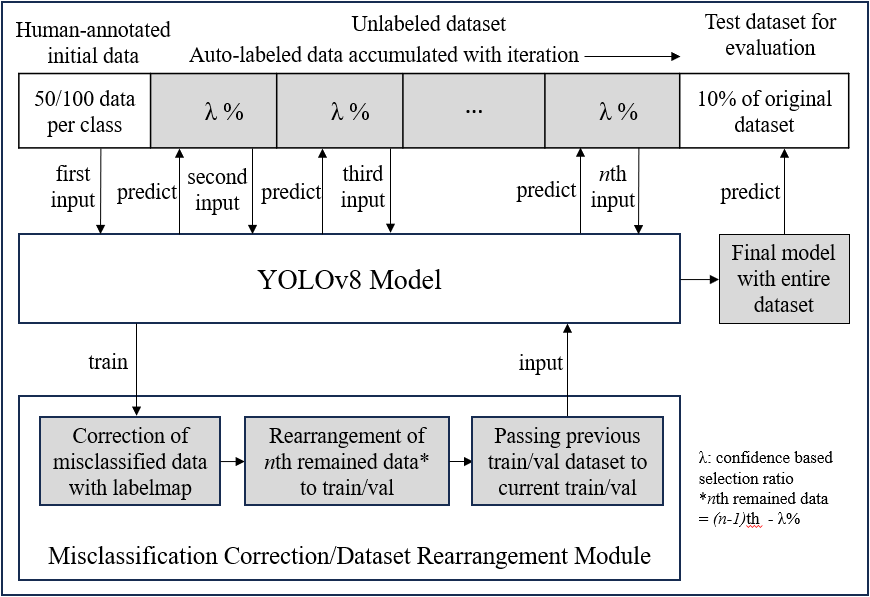 Human-annotated
initial data
Unlabeled dataset
Auto-labeled data accumulated with iteration
Test dataset for
evaluation
50/100 data
per class
λ %
λ %
...
λ %
10% of original
dataset
first
input
predict
second
input
predict
third
input
predict
nth
input
predict
YOLOv8 Model
Final model
with entire
dataset
train
input
Correction of
misclassified data
with labelmap
Rearrangement of
nth remained data*
to train/val
Passing previous
train/val dataset to
current train/val
Misclassification Correction/Dataset Rearrangement Module
λ: confidence based
selection ratio
*nth remained data
= (n-1)th - λ%